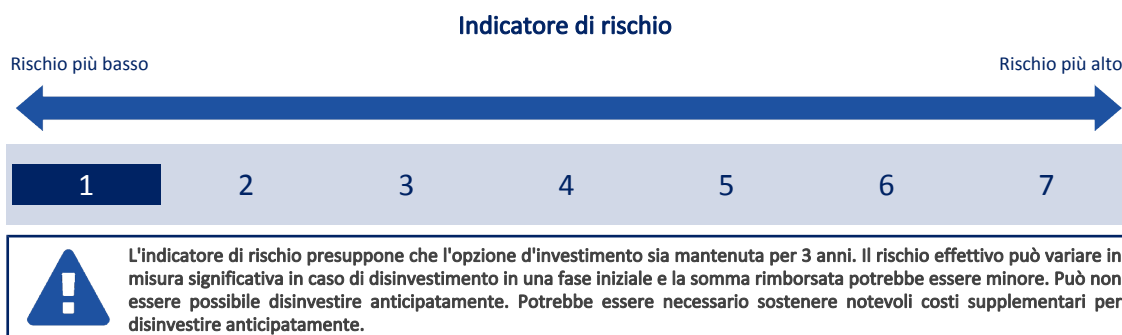 Indicatore di rischio
Rischio più basso
Rischio più alto
1 2 3 4 5 6 7
L'indicatore di rischio presuppone che l'opzione d'investimento sia mantenuta per 3 anni. Il rischio effettivo può variare in
misura significativa in caso di disinvestimento in una fase iniziale e la somma rimborsata potrebbe essere minore. Può non
essere possibile disinvestire anticipatamente. Potrebbe essere necessario sostenere notevoli costi supplementari per
disinvestire anticipatamente.